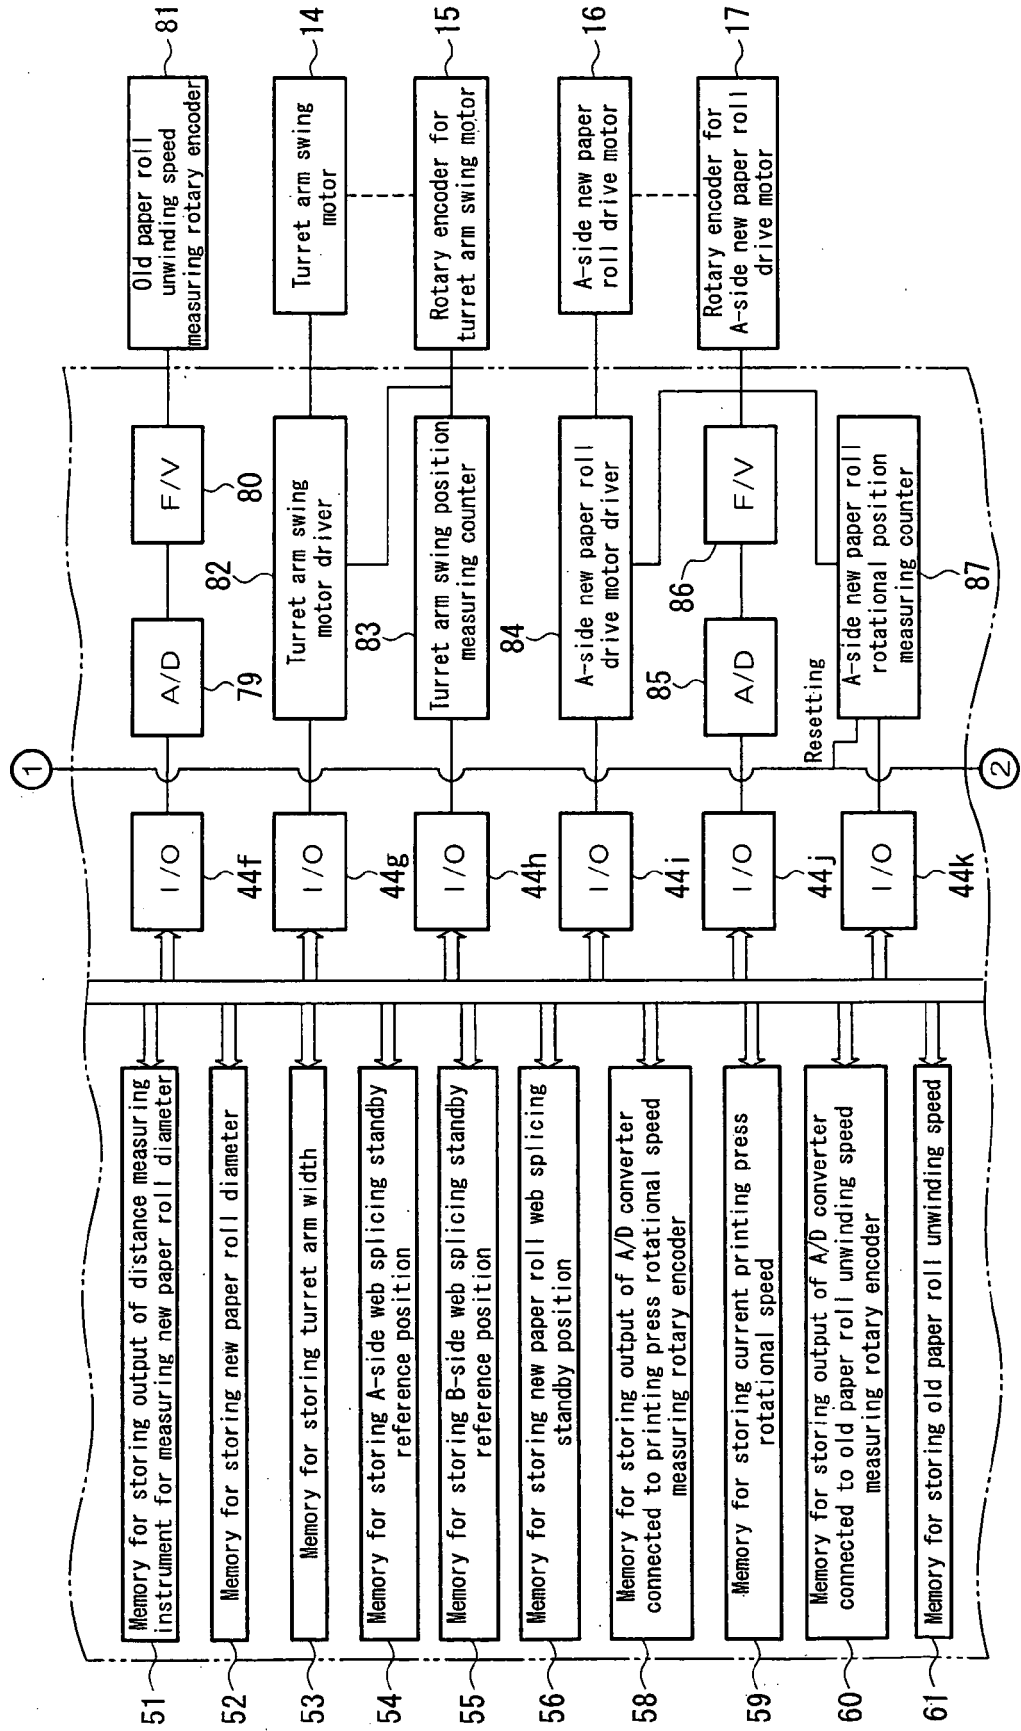 51
Memory for storing output of distance measuring
instrument for measuring new paper roll diameter
52
Memory for storing new paper roll diameter
53
Memory for storing turret arm width
54
Memory for storing A-side web splicing standby
reference position
55
Memory for storing B-side web splicing standby
reference position
56
Memory for storing new paper roll web splicing
standby position
58
Memory for storing output of A/D converter
connected to printing press rotational speed
measuring rotary encoder
59
Memory for storing current printing press
rotational speed
60
Memory for storing output of A/D converter
connected to old paper roll unwinding speed
measuring rotary encoder
61
Memory for storing old paper roll unwinding speed
I/O
44f
I/O
44g
I/O
44h
I/O
44i
I/O
44j
I/O
44k
1
2
Resetting
A/D
79
F/V
80
Old paper roll
unwinding speed
measuring rotary encoder
81
82
Turret arm swing
motor driver
Turret arm swing
motor
14
83
Turret arm swing position
measuring counter
Rotary encoder for
turret arm swing motor
15
84
A-side new paper roll
drive motor driver
A-side new paper
roll drive motor
16
85
A/D
86
F/V
Rotary encoder for
A-side new paper roll
drive motor
17
A-side new paper roll
rotational position
measuring counter
87